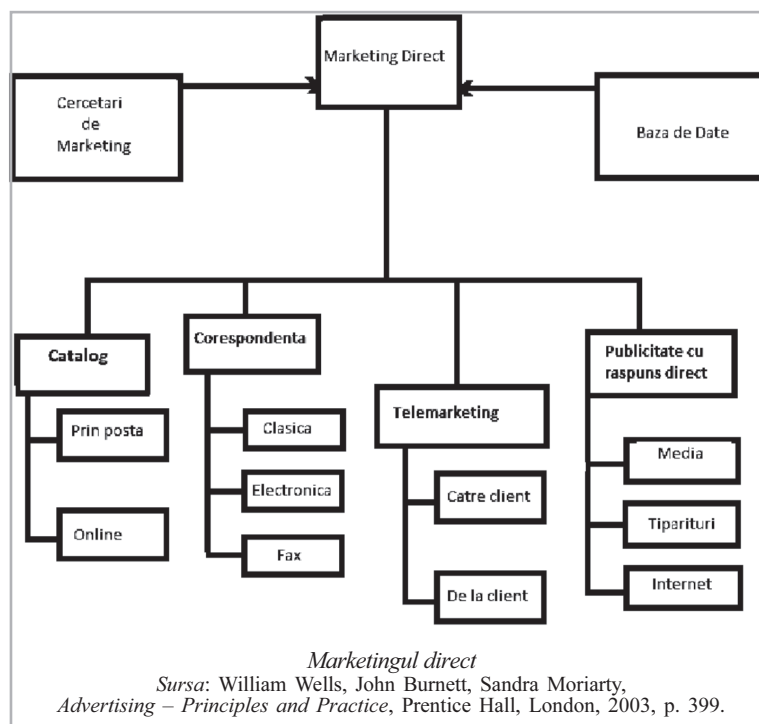 Marketing Direct
Cercetari
de
Marketing
Baza de Date
Catalog
Prin posta
Online
Corespondenta
Clasica
Electronica
Fax
Telemarketing
Catre client
De la client
Publicitate cu
raspuns direct
Media
Tiparituri
Internet
Marketingul direct
Sursa: William Wells, John Burnett, Sandra Moriarty,
Advertising – Principles and Practice, Prentice Hall, London, 2003, p. 399.